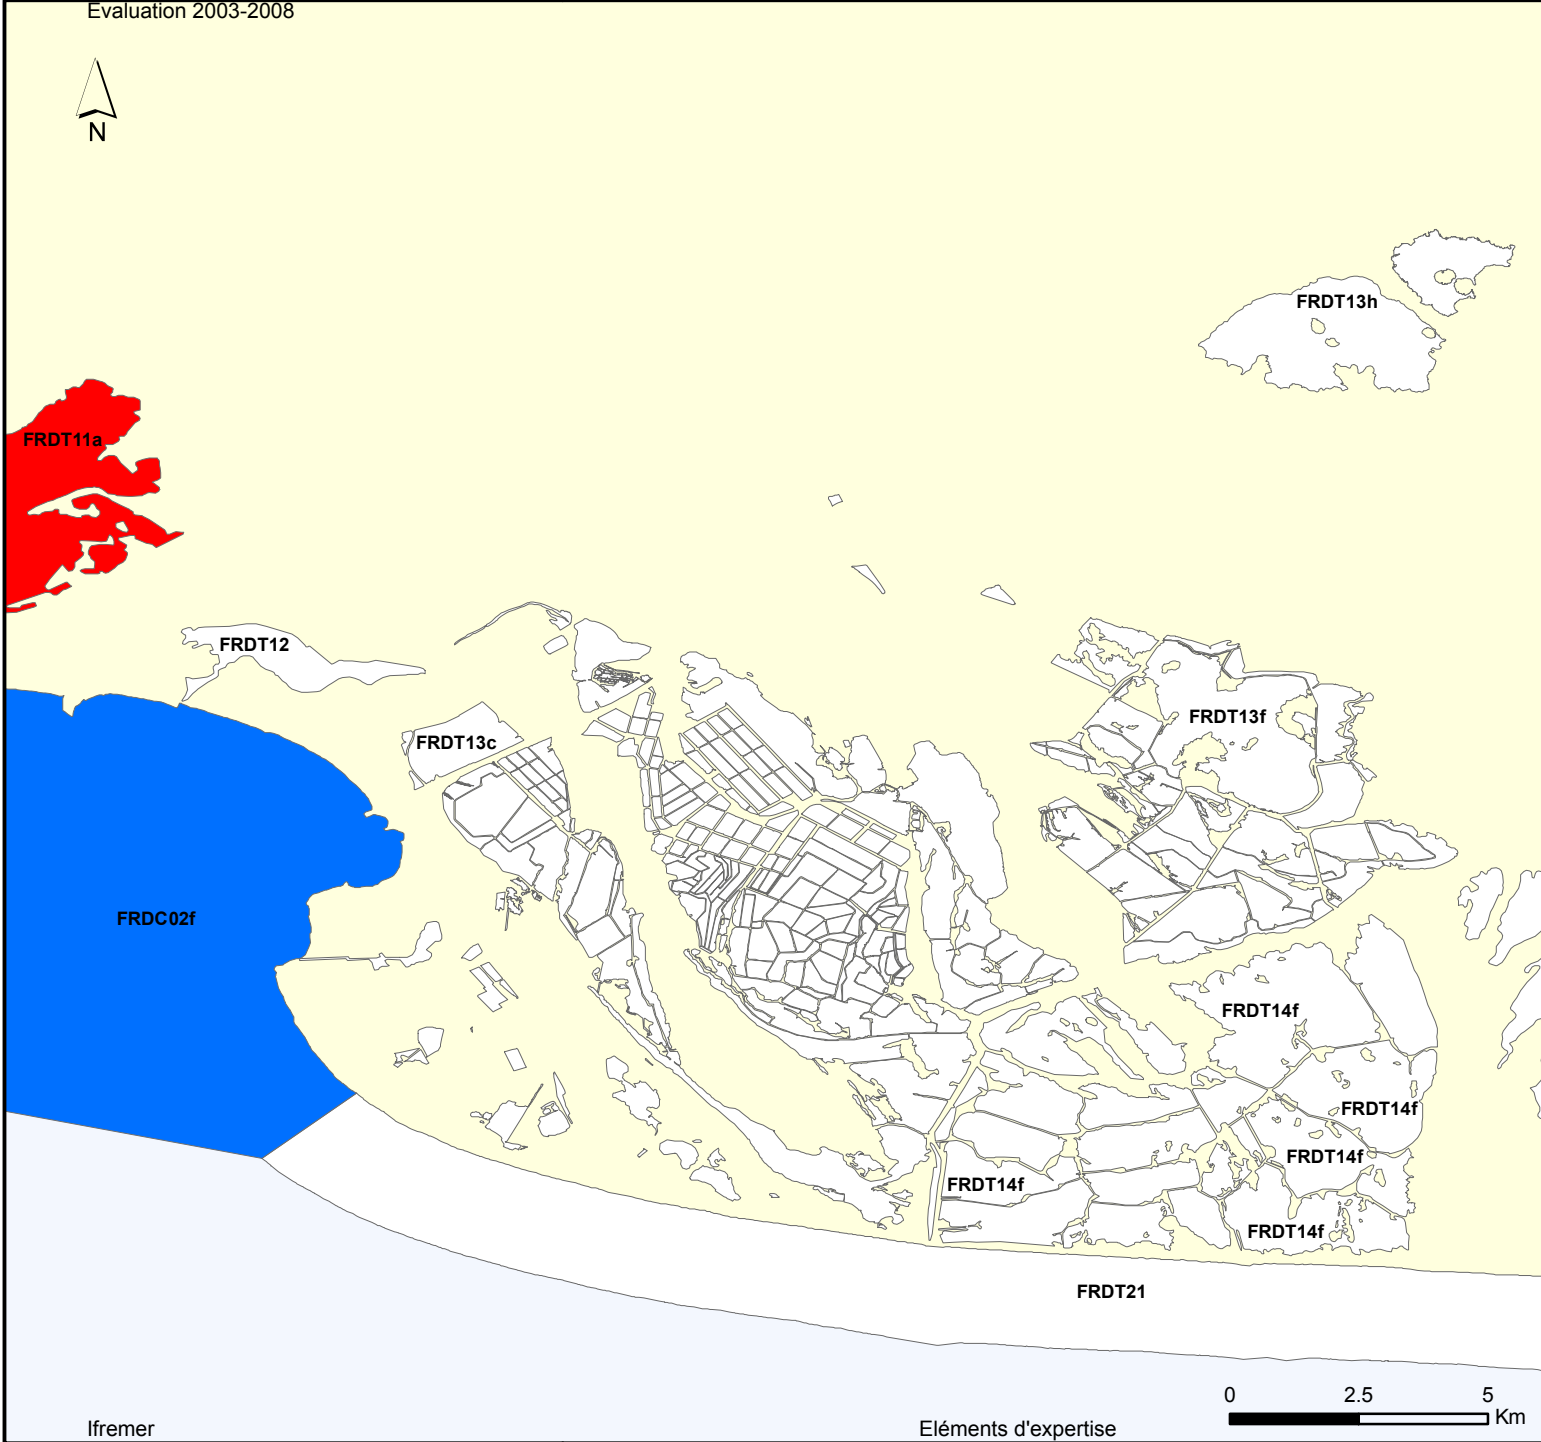 Evaluation 2003-2008
N
FRDT13h
FRDT11a
FRDT12
FRDT13f
FRDT13c
FRDC02f
FRDT14f
FRDT14f
FRDT14f
FRDT14f
FRDT14f
FRDT21
0 2.5 5
Km
Ifremer
Eléments d'expertise